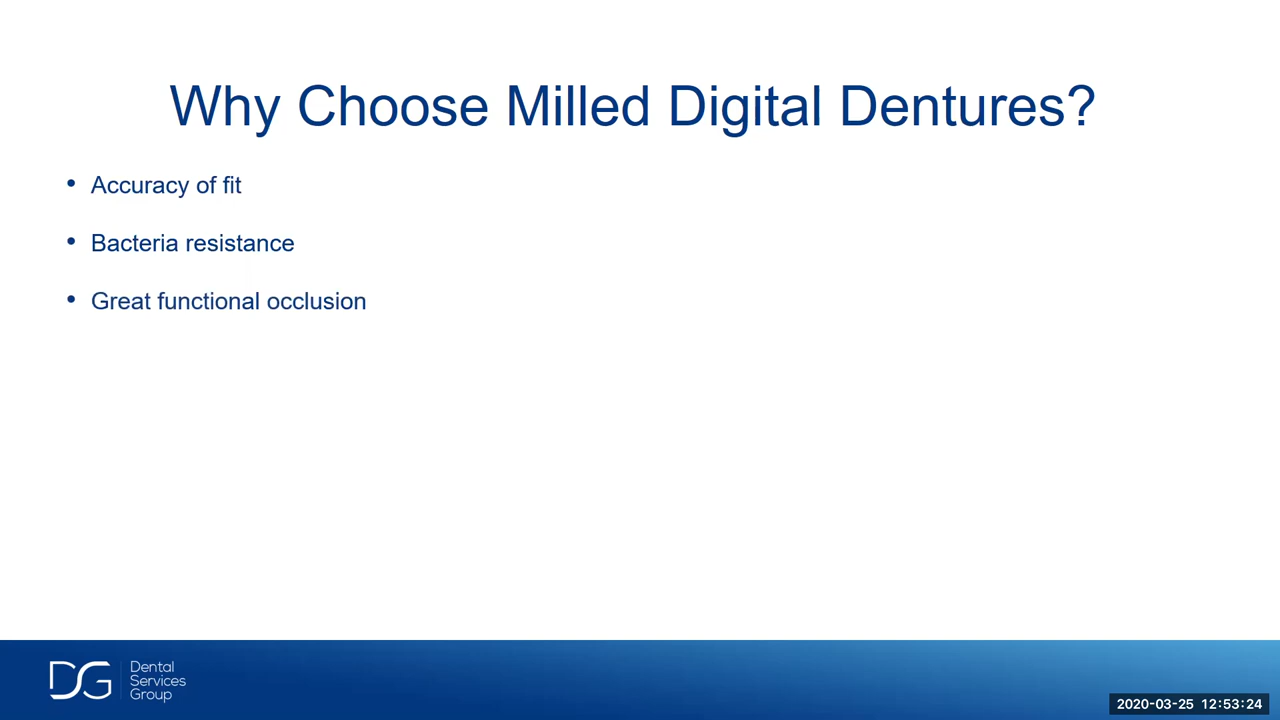 Why Choose Milled Digital Dentures?
• Accuracy of fit
• Bacteria resistance
• Great functional occlusion
DSG
Dental
Services
Group
2020-03-25 12:53:24